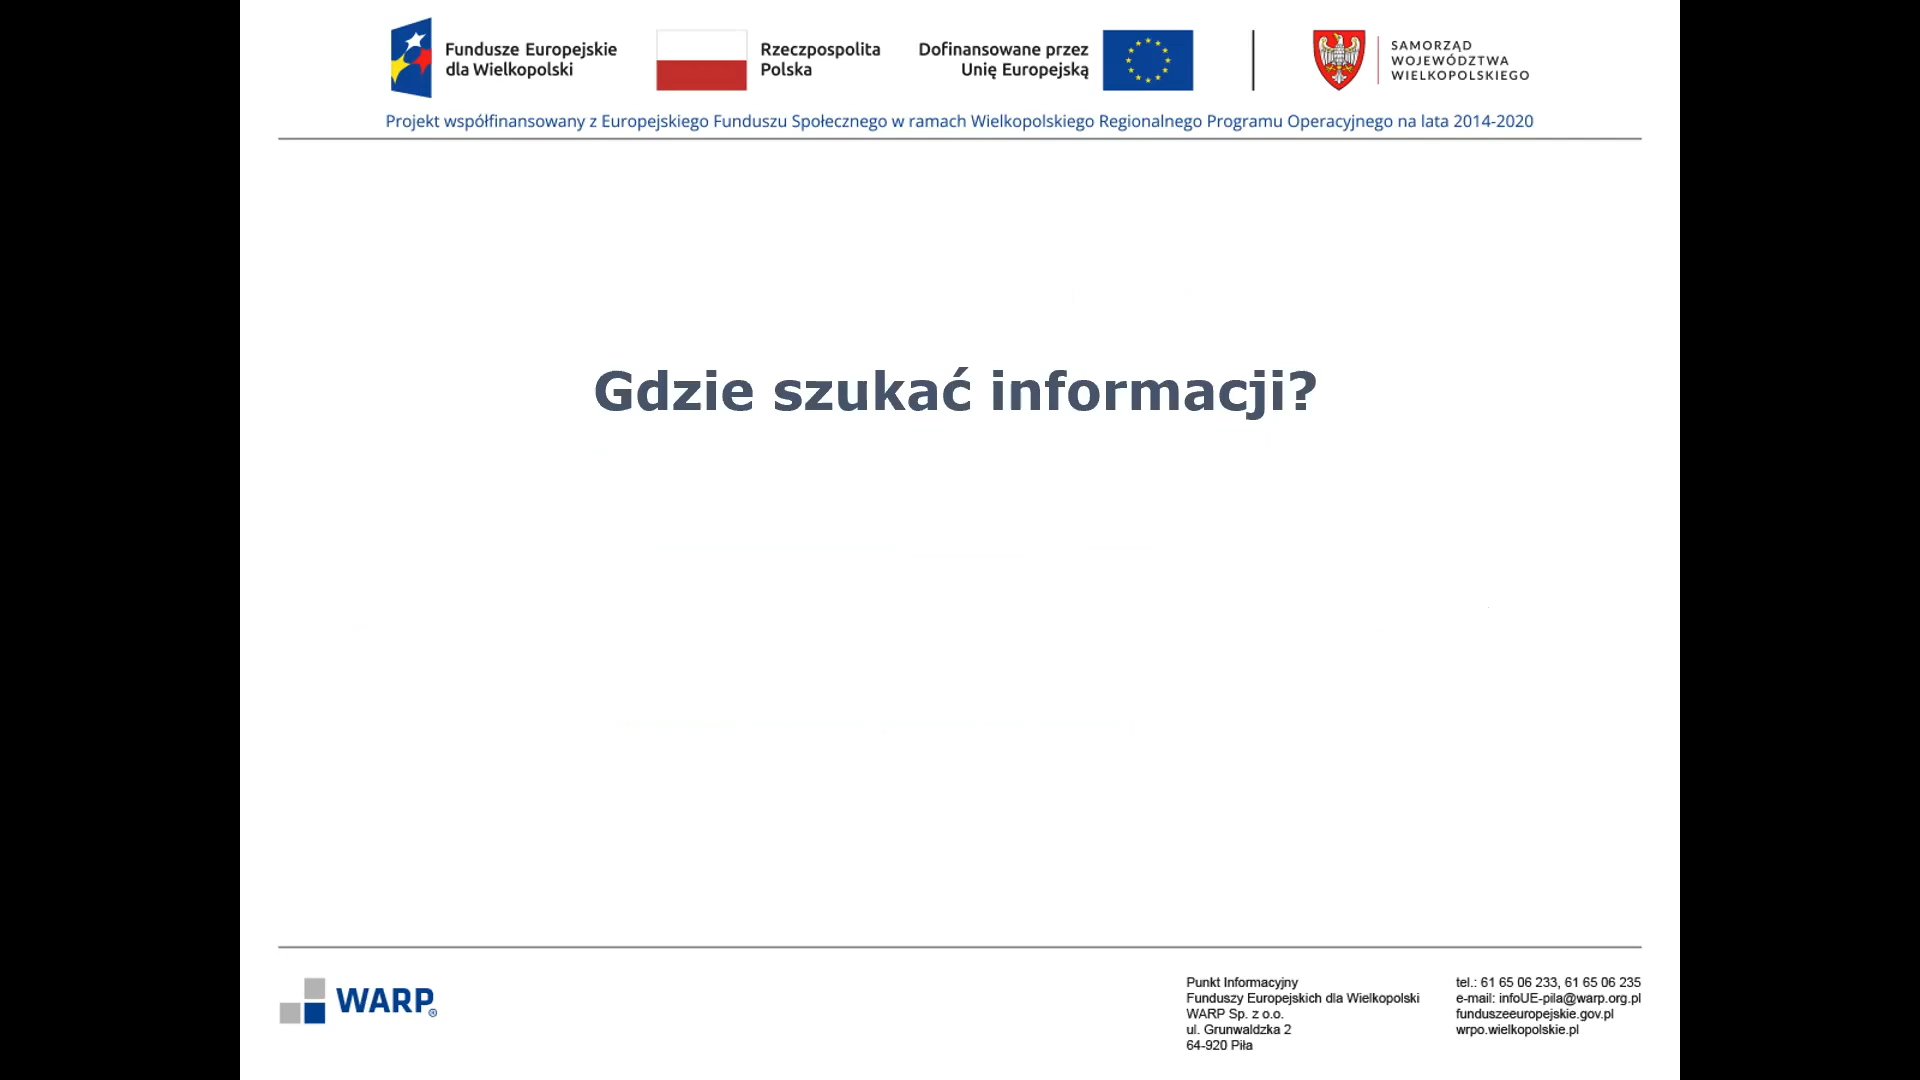 Fundusze Europejskie
dla Wielkopolski
Rzeczpospolita
Polska
Dofinansowane przez
Unię Europejską
SAMORZĄD
WOJEWÓDZTWA
WIELKOPOLSKIEGO
Projekt współfinansowany z Europejskiego Funduszu Społecznego w ramach Wielkopolskiego Regionalnego Programu Operacyjnego na lata 2014-2020
Gdzie szukać informacji?
WARP®
Punkt Informacyjny
Funduszy Europejskich dla Wielkopolski
WARP Sp. z o.o.
ul. Grunwaldzka 2
64-920 Piła
tel.: 61 65 06 233, 61 65 06 235
e-mail: infoUE-pila@warp.org.pl
funduszeeuropejskie.gov.pl
wrpo.wielkopolskie.pl